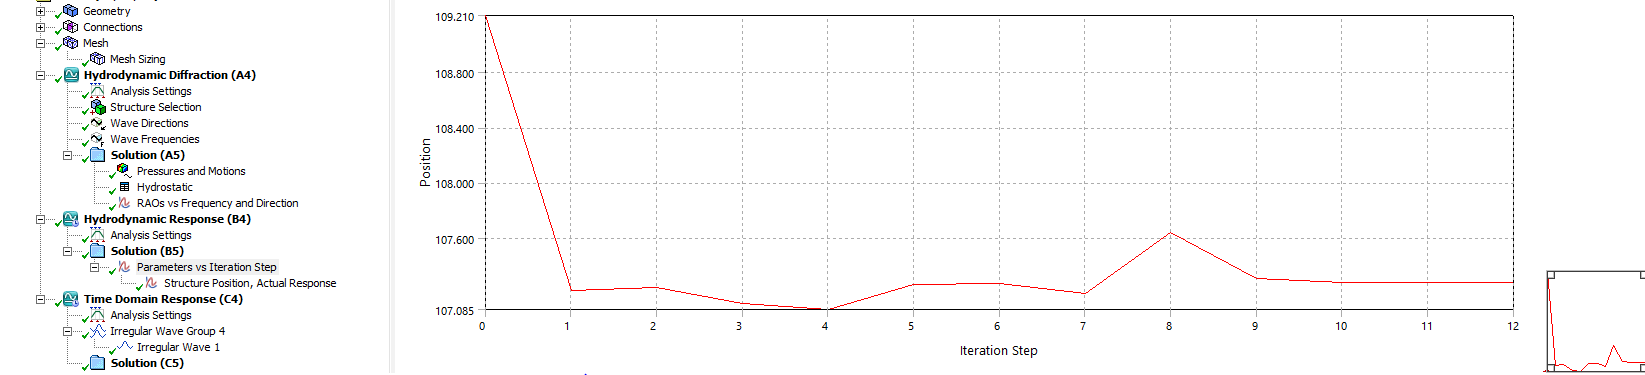 Geometry
Connections
Mesh
Mesh Sizing
Hydrodynamic Diffraction (A4)
Analysis Settings
Structure Selection
Wave Directions
Wave Frequencies
Solution (A5)
Pressures and Motions
Hydrostatic
RAOs vs Frequency and Direction
Hydrodynamic Response (B4)
Analysis Settings
Solution (B5)
Parameters vs Iteration Step
Structure Position, Actual Response
Time Domain Response (C4)
Analysis Settings
Irregular Wave Group 4
Irregular Wave 1
Solution (C5)
Position
109.210
108.800
108.400
108.000
107.600
107.085
0 1 2 3 4 5 6 7 8 9 10 11 12
Iteration Step